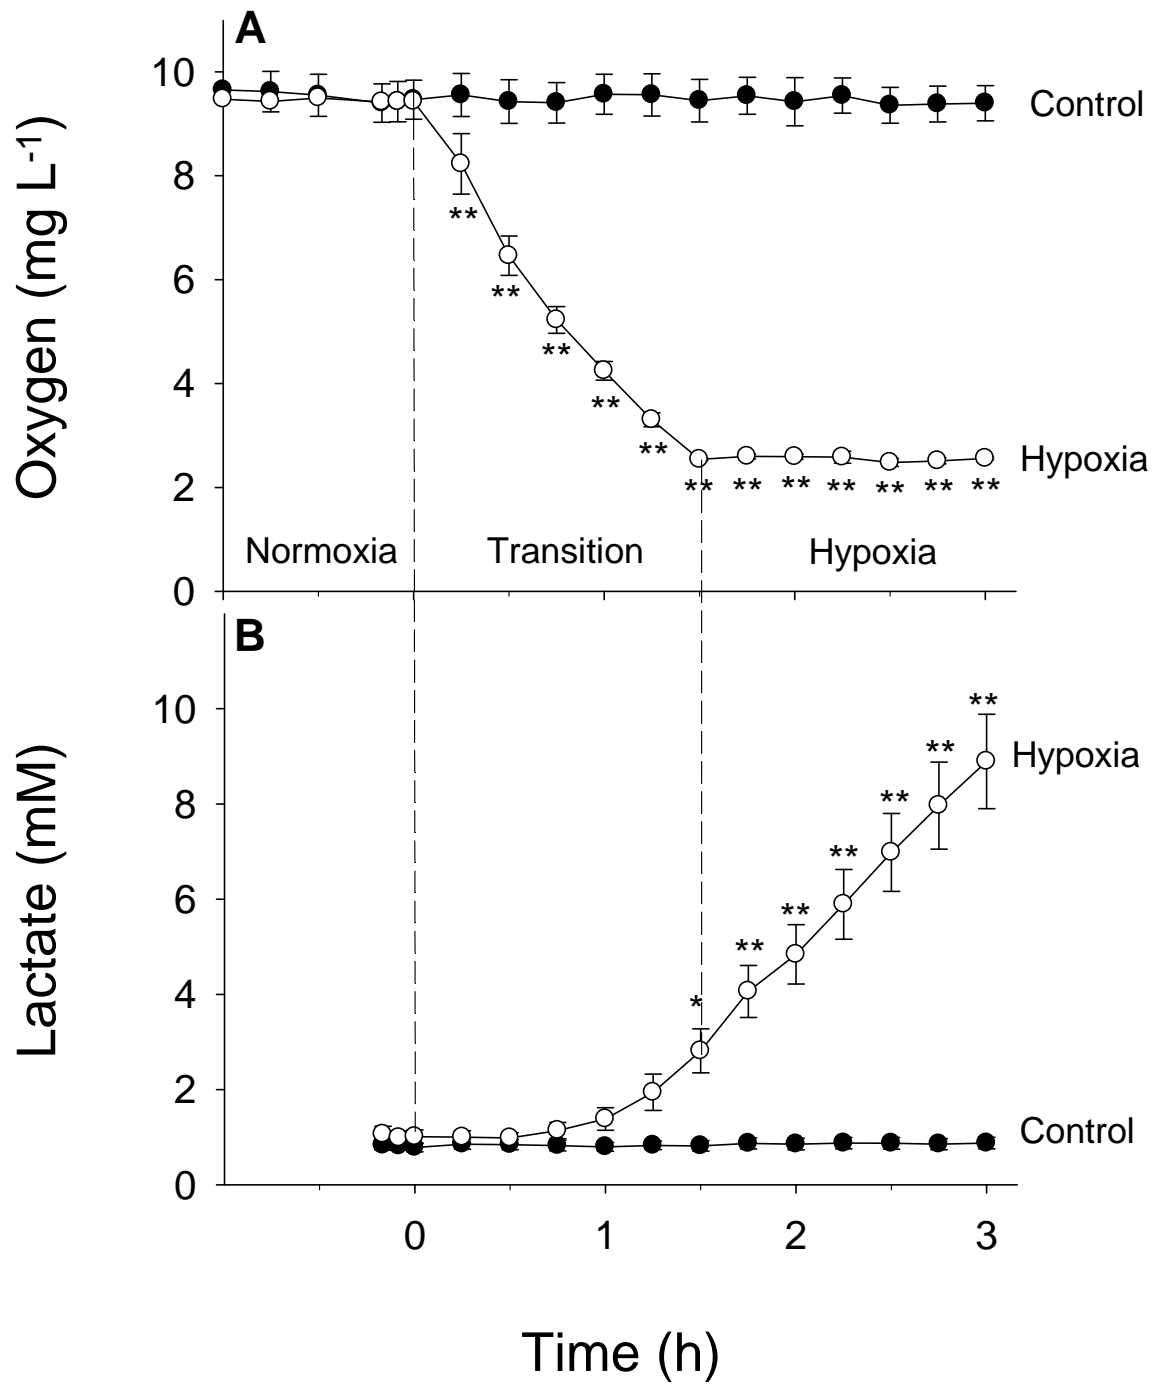 A
Oxygen (mg L-1)
10
8
6
4
2
0
Control
**
**
**
**
**
** ** ** ** ** ** **
Hypoxia
Normoxia Transition Hypoxia
B
Lactate (mM)
10
8
6
4
2
0
**
**
**
**
**
**
*
Hypoxia
Control
0 1 2 3
Time (h)